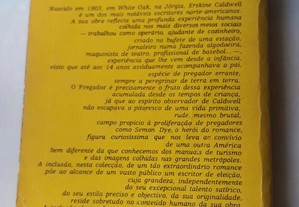 Nascido em 1903, em White Oak, na Jórgia, Erskine Caldwell
é um dos mais notáveis escritores norte-americanos.
A sua obra reflecte uma profunda experiência humana
colhida nos mais diversos meios sociais
— trabalhou como operário, ajudante de cozinheiro,
criado no bufete de uma estação,
jornaleiro numa fazenda algodoeira,
maquinista de teatro, profissional de baseball... —,
experiência que lhe vem desde a infância,
visto que até aos 14 anos assiduamente acompanhava o pai,
espécie de pregador errante,
sempre a peregrinar de terra em terra.
O Pregador é precisamente o fruto dessa experiência
acumulada desde os tempos de criança,
já que ao espírito observador de Caldwell
não escapava o pitoresco de uma vida primitiva,
rude, mesmo brutal,
campo propício à proliferação de pregadores
como Semon Dye, o herói do romance,
figura curiosíssima que nos leva ao convívio
de uma outra América
bem diferente da que conhecemos dos manuais de turismo
e das imagens colhidas nas grandes metrópoles.
A inclusão, nesta colecção, de um tão extraordinário romance
põe ao alcance de um vasto público um escritor de eleição,
cuja grandeza, independentemente
do seu excepcional talento satírico,
do seu estilo preciso e objectivo, da sua originalidade,
reside sobretudo no conteúdo humano da sua obra